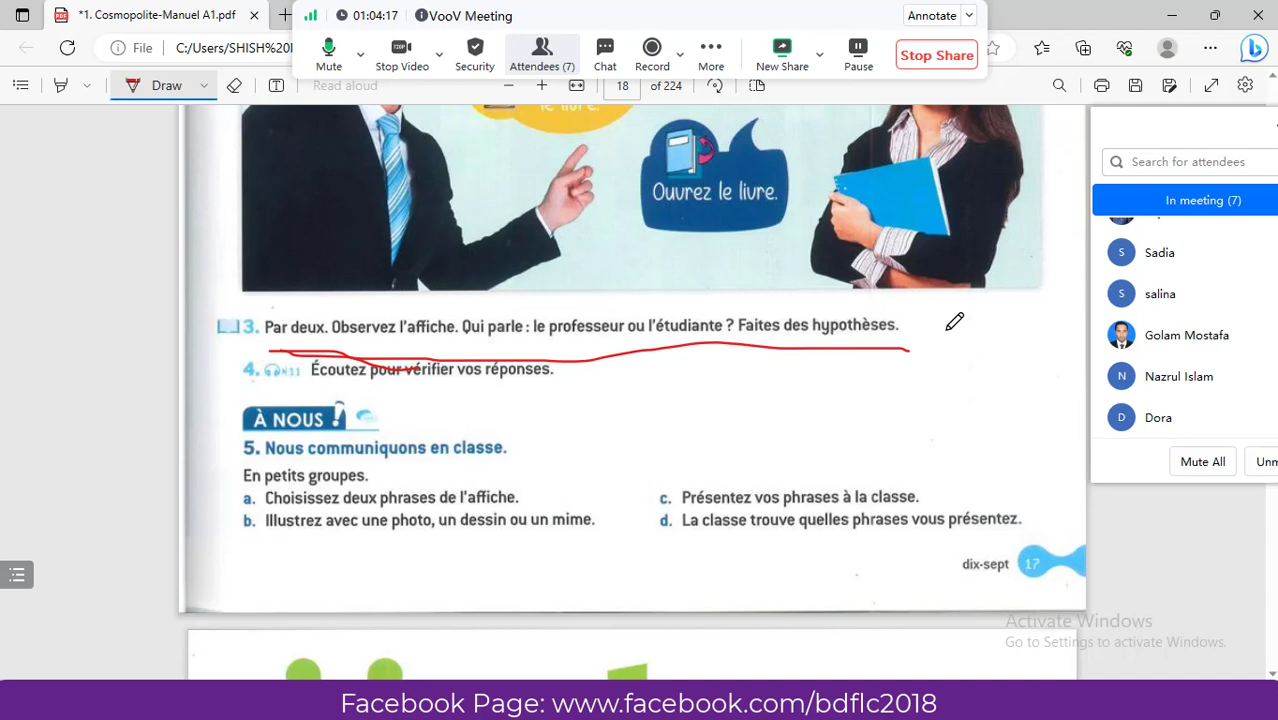 *1. Cosmopolite-Manuel A1.pdf
01:04:17
VooV Meeting
Annotate
File
C:/Users/SHISH
Mute
Stop Video
Security
Attendees (7)
Chat
Record
More
New Share
Pause
Stop Share
Draw
Read aloud
18 of 224
le livre.
Ouvrez le livre.
Search for attendees
In meeting (7)
S Sadia
S salina
Golam Mostafa
N Nazrul Islam
D Dora
Mute All
3. Par deux. Observez l'affiche. Qui parle : le professeur ou l'étudiante ? Faites des hypothèses.
4. 11 Écoutez pour vérifier vos réponses.
À NOUS !
5. Nous communiquons en classe.
En petits groupes.
a. Choisissez deux phrases de l'affiche.
b. Illustrez avec une photo, un dessin ou un mime.
c. Présentez vos phrases à la classe.
d. La classe trouve quelles phrases vous présentez.
dix-sept 17
Activate Windows
Go to Settings to activate Windows.
Facebook Page: www.facebook.com/bdflc2018